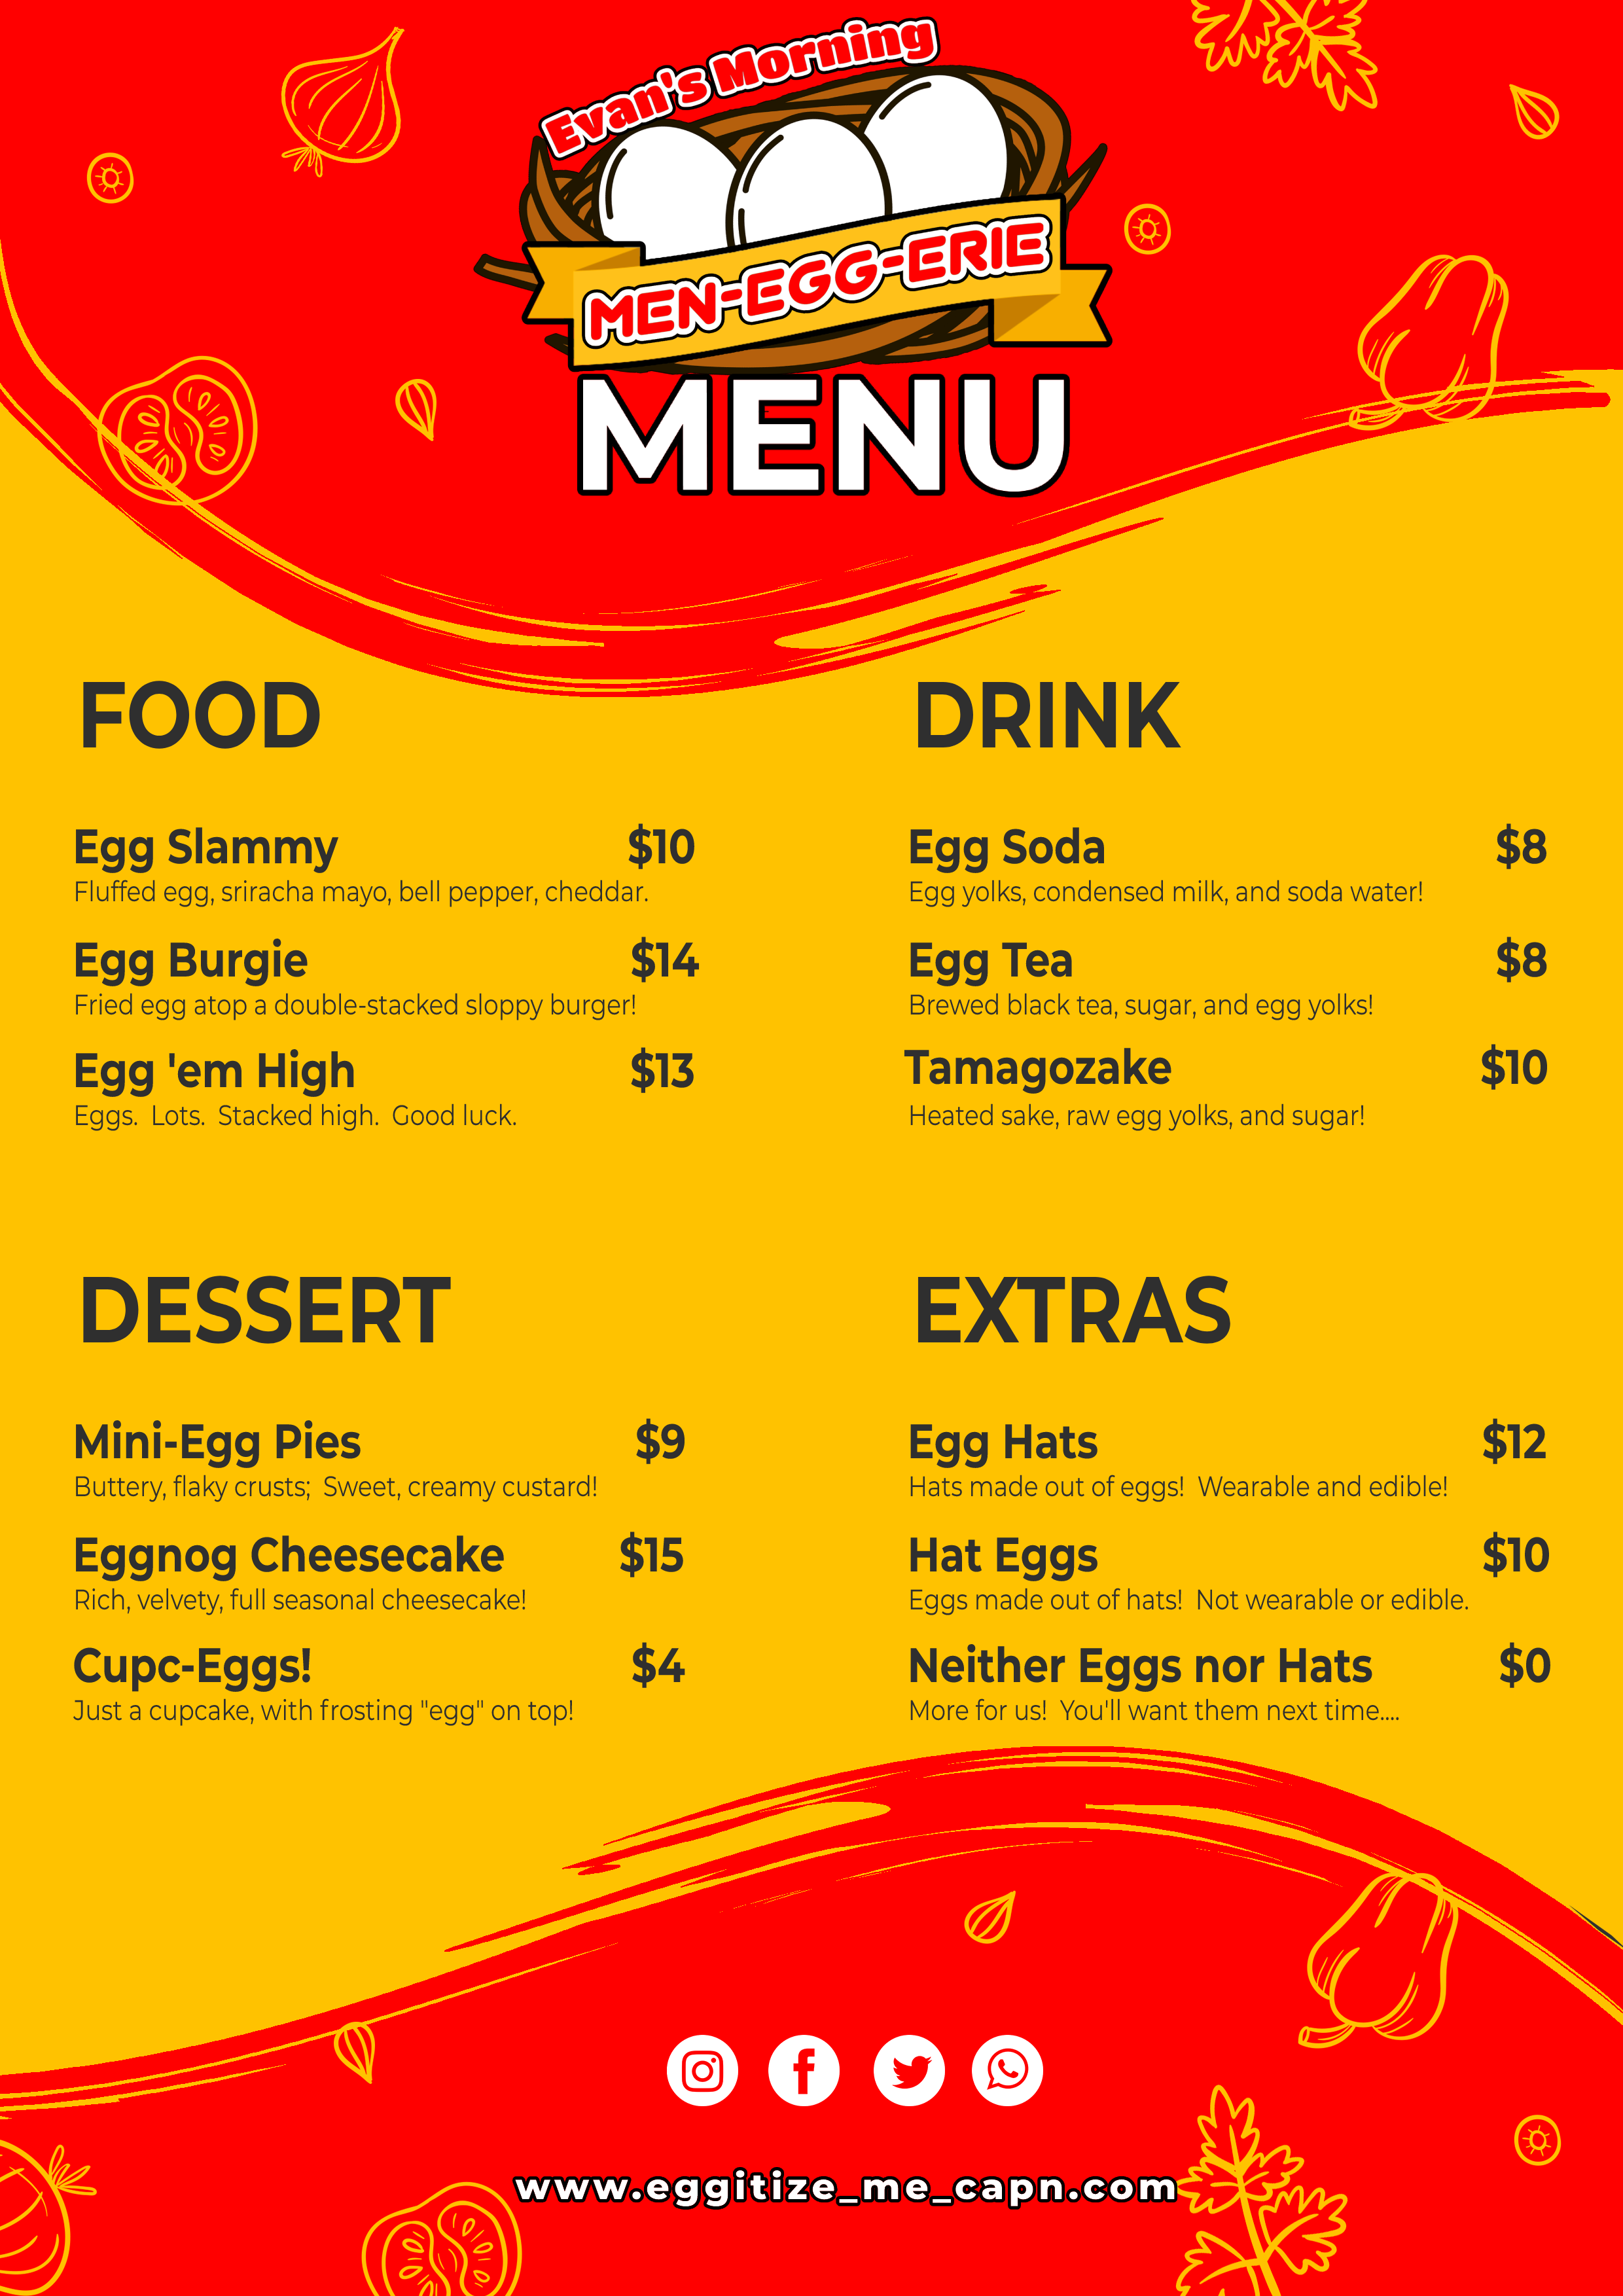 Evan's Morning
MEN-EGG-ERIE
MENU
FOOD
Egg Slammy $10
Fluffed egg, sriracha mayo, bell pepper, cheddar.
Egg Burgie $14
Fried egg atop a double-stacked sloppy burger!
Egg 'em High $13
Eggs.  Lots.  Stacked high.  Good luck.
DRINK
Egg Soda $8
Egg yolks, condensed milk, and soda water!
Egg Tea $8
Brewed black tea, sugar, and egg yolks!
Tamagozake $10
Heated sake, raw egg yolks, and sugar!
DESSERT
Mini-Egg Pies $9
Buttery, flaky crusts;  Sweet, creamy custard!
Eggnog Cheesecake $15
Rich, velvety, full seasonal cheesecake!
Cupc-Eggs! $4
Just a cupcake, with frosting "egg" on top!
EXTRAS
Egg Hats $12
Hats made out of eggs!  Wearable and edible!
Hat Eggs $10
Eggs made out of hats!  Not wearable or edible.
Neither Eggs nor Hats $0
More for us!  You'll want them next time....
www.eggitize_me_capn.com